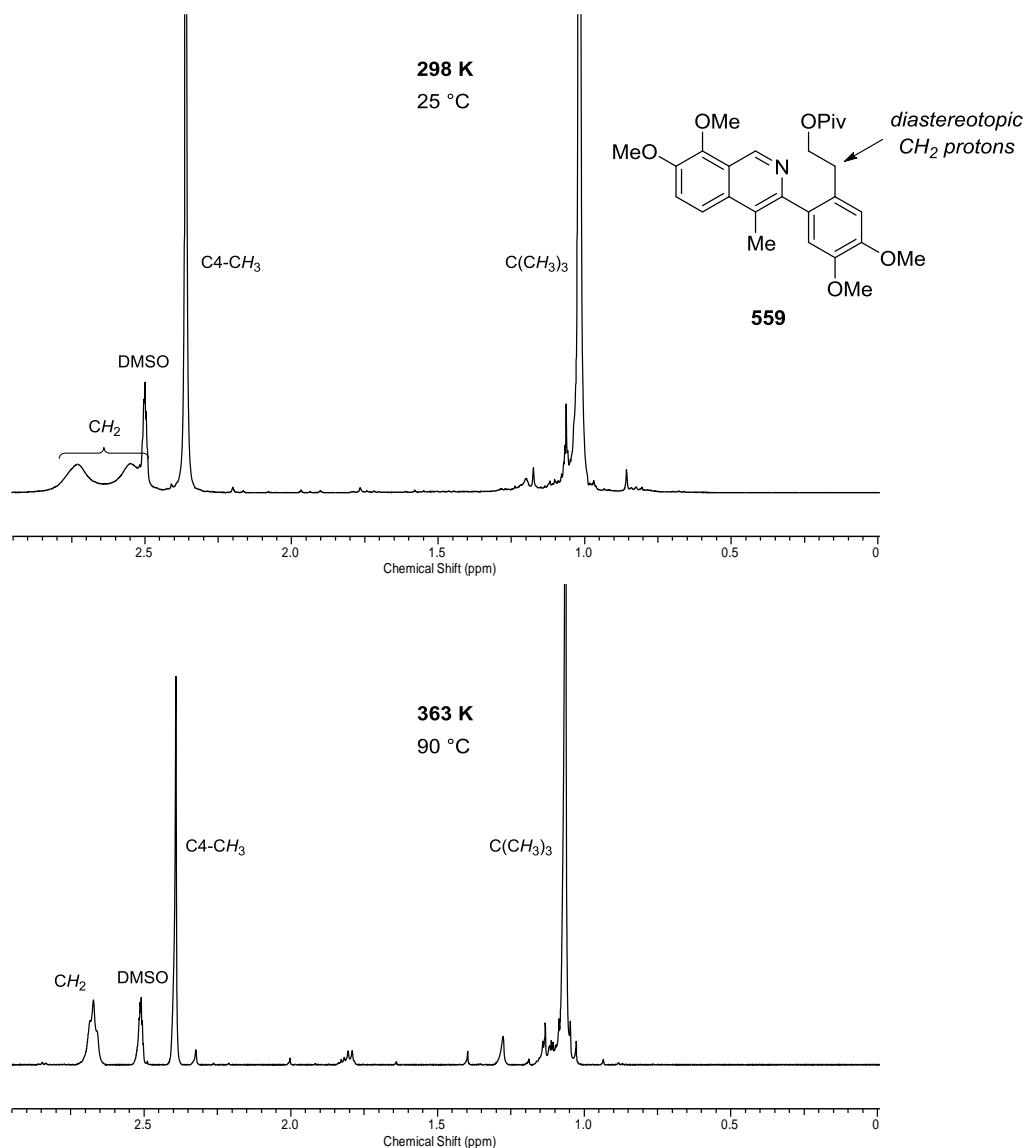 298 K
25 °C
OMe
MeO
N
Me
OPiv
OMe
OMe
diastereotopic
CH2 protons
559
C4-CH3
C(CH3)3
DMSO
CH2
2.5 2.0 1.5 1.0 0.5 0
Chemical Shift (ppm)
363 K
90 °C
C4-CH3
C(CH3)3
CH2
DMSO
2.5 2.0 1.5 1.0 0.5 0
Chemical Shift (ppm)